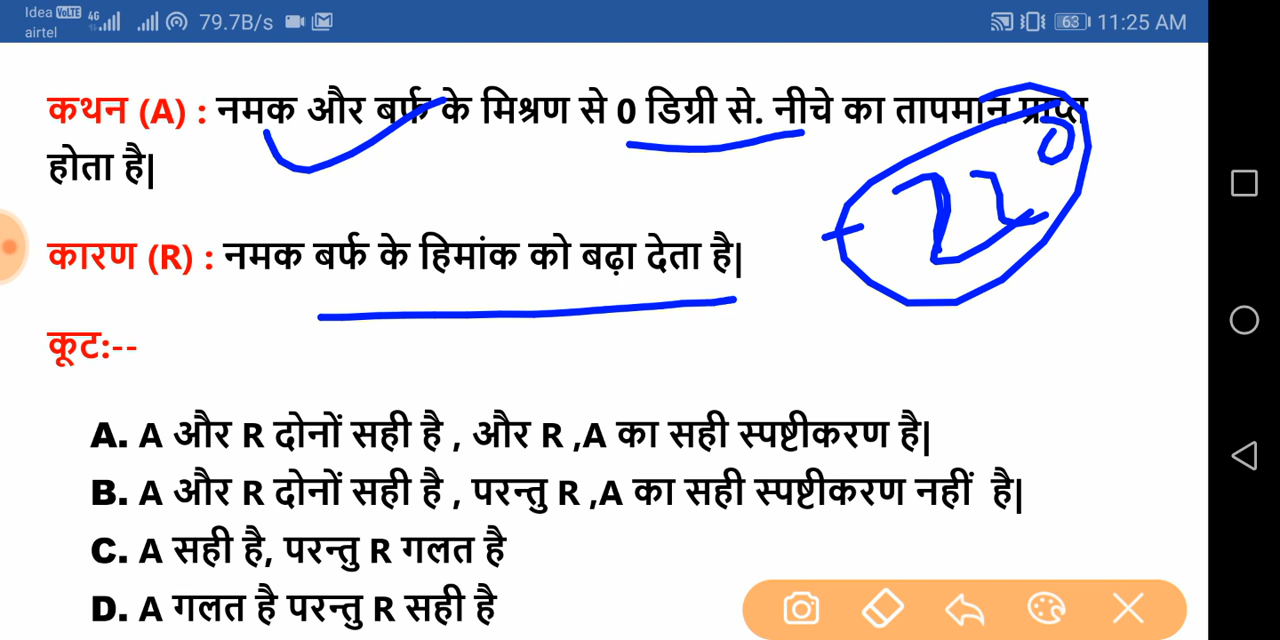 Idea VoLTE 4G 79.7B/s 63 11:25 AM
airtel
कथन (A) : नमक और बर्फ के मिश्रण से 0 डिग्री से. नीचे का तापमान प्राप्त
होता है|
-22⁰
कारण (R) : नमक बर्फ के हिमांक को बढ़ा देता है|
कूट:--
A. A और R दोनों सही है , और R ,A का सही स्पष्टीकरण है|
B. A और R दोनों सही है , परन्तु R ,A का सही स्पष्टीकरण नहीं है|
C. A सही है, परन्तु R गलत है
D. A गलत है परन्तु R सही है